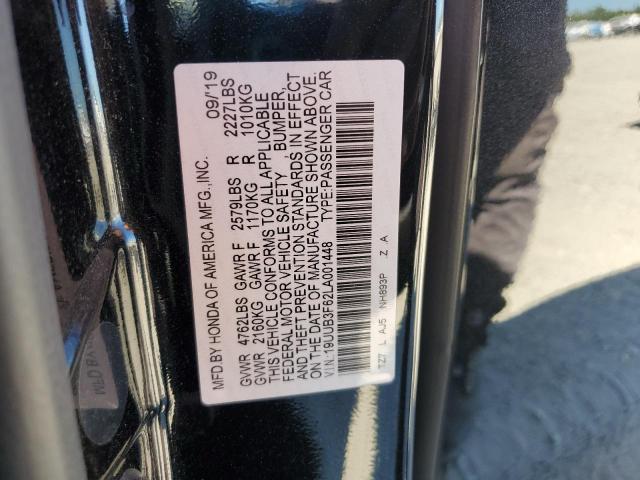 MFD.BY HONDA OF AMERICA MFG.,INC. 09/19
GVWR 4762LBS GAWR F 2579LBS R 2227LBS
GVWR 2160KG GAWR F 1170KG R 1010KG
THIS VEHICLE CONFORMS TO ALL APPLICABLE
FEDERAL MOTOR VEHICLE SAFETY, BUMPER,
AND THEFT PREVENTION STANDARDS IN EFFECT
ON THE DATE OF MANUFACTURE SHOWN ABOVE.
V.I.N.:19UUB3F62LA001448 TYPE:PASSENGER CAR
TZ7 L AJ5 NH893P Z .A